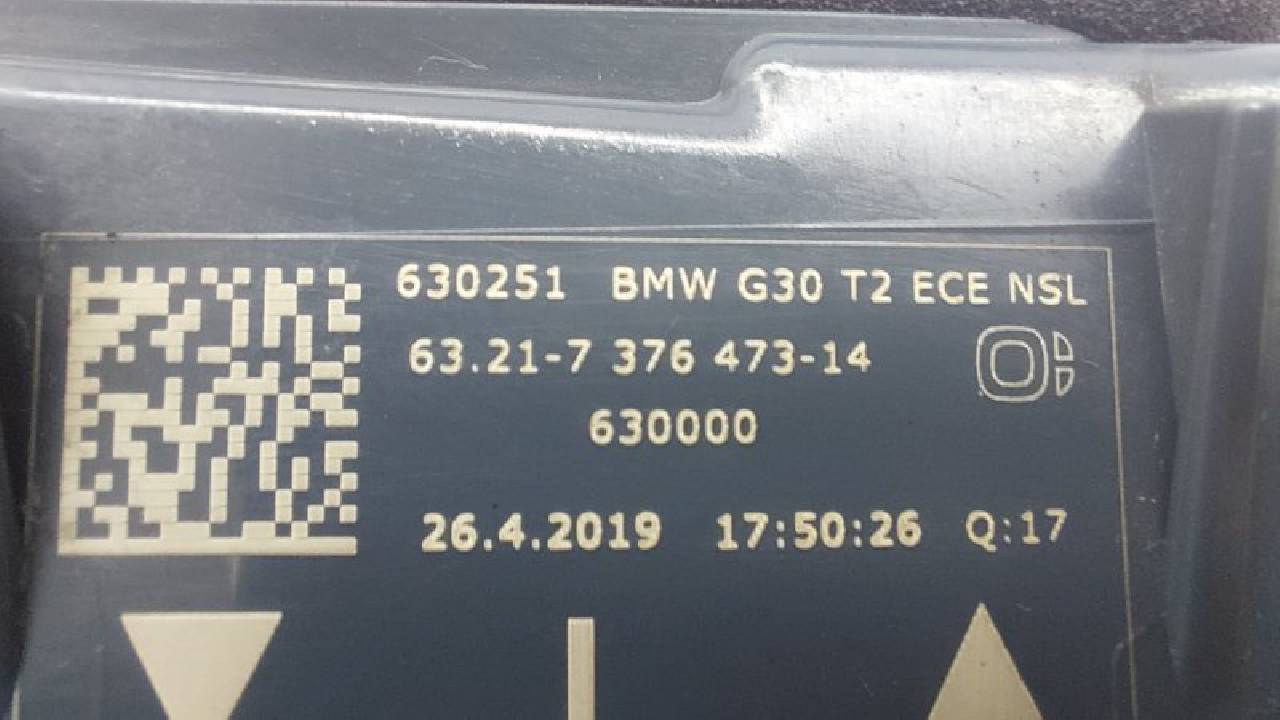 630251 BMW G30 T2 ECE NSL
63.21-7 376 473-14
630000
26.4.2019 17:50:26 Q:17